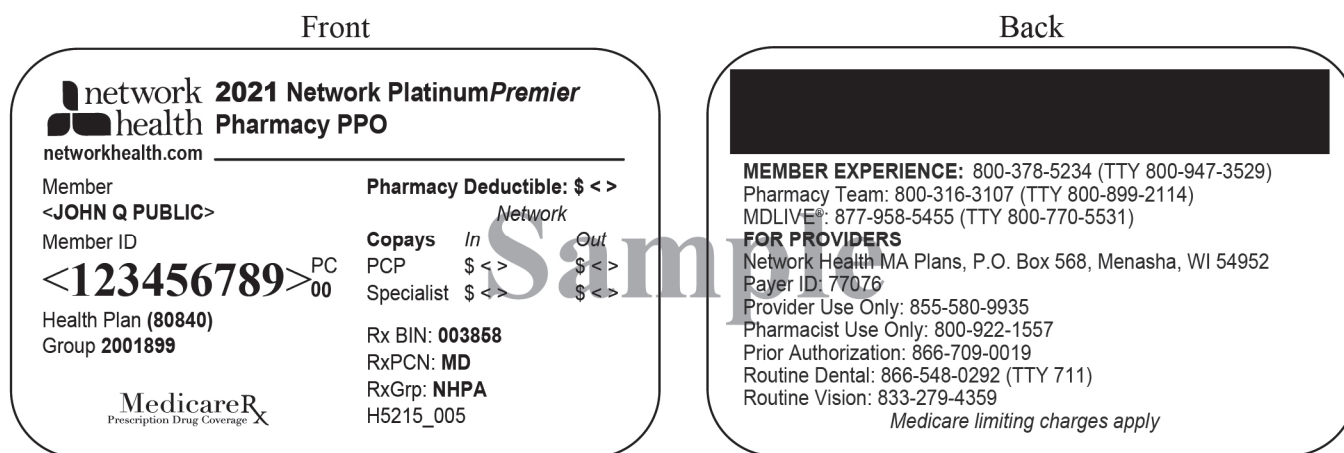 Front
network health
2021 Network PlatinumPremier
Pharmacy PPO
networkhealth.com
Member
<JOHN Q PUBLIC>
Member ID
<123456789> PC 00
Health Plan (80840)
Group 2001899
MedicareRx
Prescription Drug Coverage
Pharmacy Deductible: $ < >
Network
Copays In Out
PCP $ < > $ < >
Specialist $ < > $ < >
Rx BIN: 003858
RxPCN: MD
RxGrp: NHPA
H5215_005
Sample
Back
MEMBER EXPERIENCE: 800-378-5234 (TTY 800-947-3529)
Pharmacy Team: 800-316-3107 (TTY 800-899-2114)
MDLIVE®: 877-958-5455 (TTY 800-770-5531)
FOR PROVIDERS
Network Health MA Plans, P.O. Box 568, Menasha, WI 54952
Payer ID: 77076
Provider Use Only: 855-580-9935
Pharmacist Use Only: 800-922-1557
Prior Authorization: 866-709-0019
Routine Dental: 866-548-0292 (TTY 711)
Routine Vision: 833-279-4359
Medicare limiting charges apply